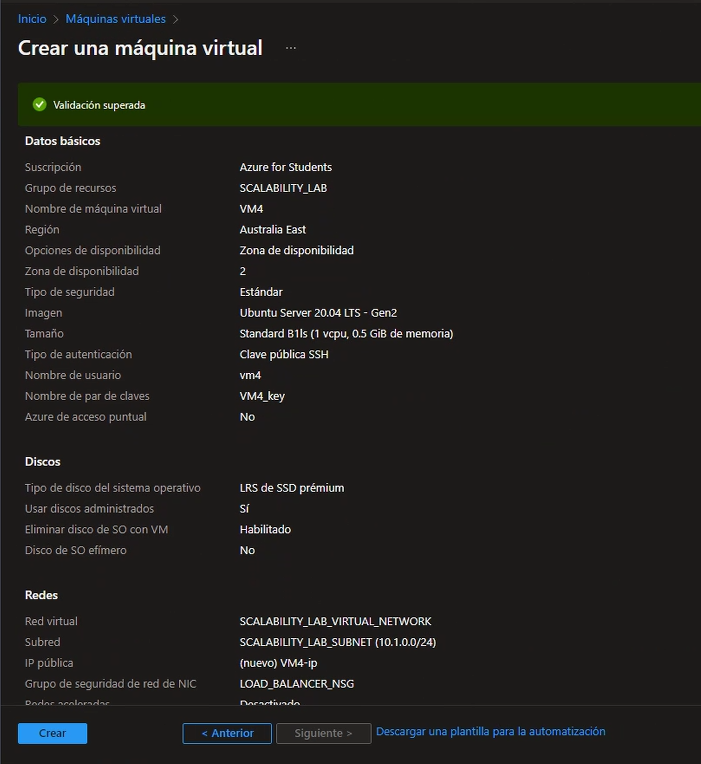 Inicio > Máquinas virtuales >
Crear una máquina virtual ...
Validación superada
Datos básicos
Suscripción Azure for Students
Grupo de recursos SCALABILITY_LAB
Nombre de máquina virtual VM4
Región Australia East
Opciones de disponibilidad Zona de disponibilidad
Zona de disponibilidad 2
Tipo de seguridad Estándar
Imagen Ubuntu Server 20.04 LTS - Gen2
Tamaño Standard B1ls (1 vcpu, 0.5 GiB de memoria)
Tipo de autenticación Clave pública SSH
Nombre de usuario vm4
Nombre de par de claves VM4_key
Azure de acceso puntual No
Discos
Tipo de disco del sistema operativo LRS de SSD prémium
Usar discos administrados Sí
Eliminar disco de SO con VM Habilitado
Disco de SO efímero No
Redes
Red virtual SCALABILITY_LAB_VIRTUAL_NETWORK
Subred SCALABILITY_LAB_SUBNET (10.1.0.0/24)
IP pública (nuevo) VM4-ip
Grupo de seguridad de red de NIC LOAD_BALANCER_NSG
Redes aceleradas Desactivado
Crear < Anterior Siguiente > Descargar una plantilla para la automatización